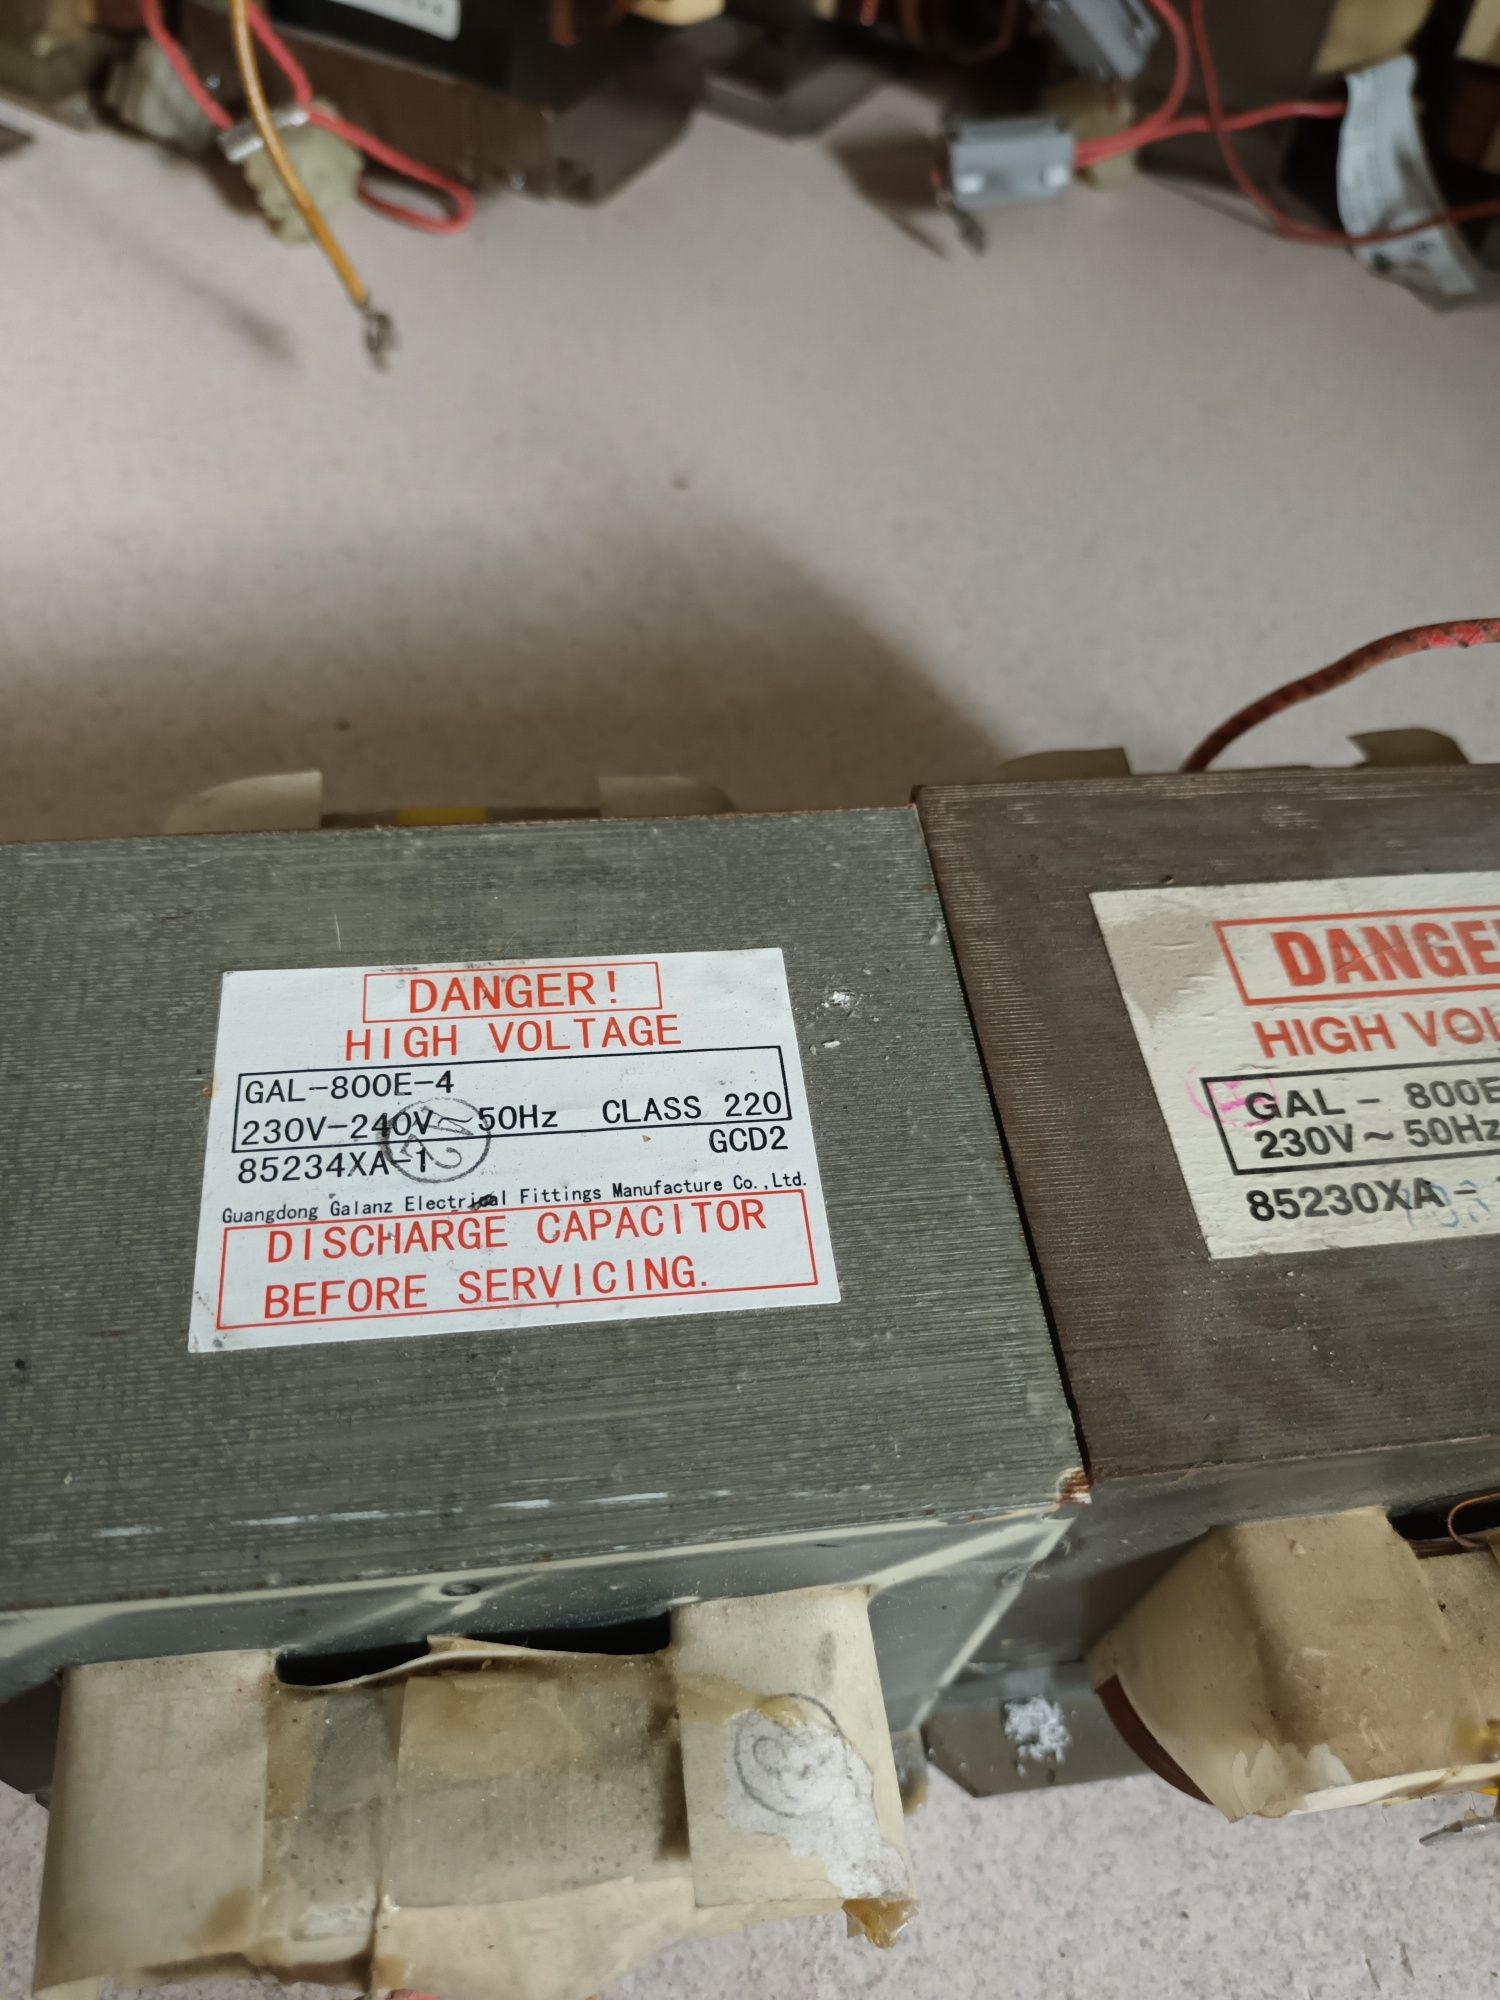 DANGER!
HIGH VOLTAGE
GAL-800E-4
230V-240V 50Hz CLASS 220
85234XA-1 GCD2
Guangdong Galanz Electrical Fittings Manufacture Co.,Ltd.
DISCHARGE CAPACITOR
BEFORE SERVICING.
DANGE
HIGH VOL
GAL - 800E
230V~50Hz
85230XA-